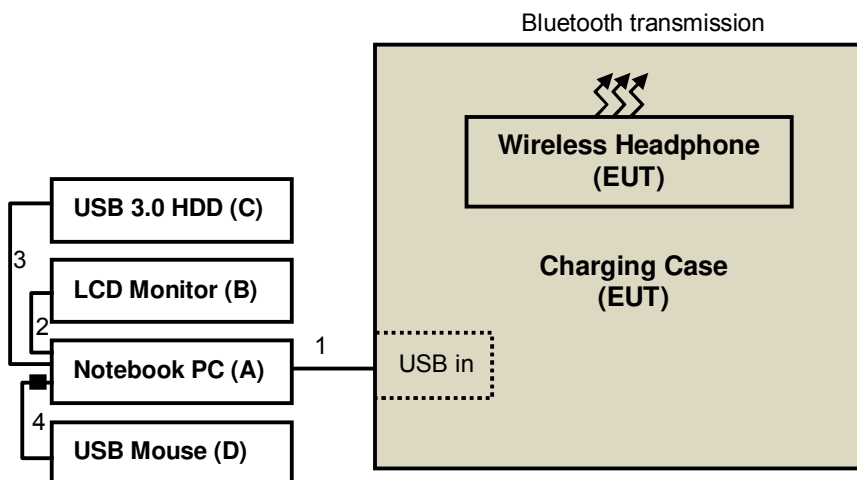 Bluetooth transmission
Wireless Headphone
(EUT)
USB 3.0 HDD (C)
3
Charging Case
(EUT)
LCD Monitor (B)
2
1
USB in
Notebook PC (A)
4
USB Mouse (D)